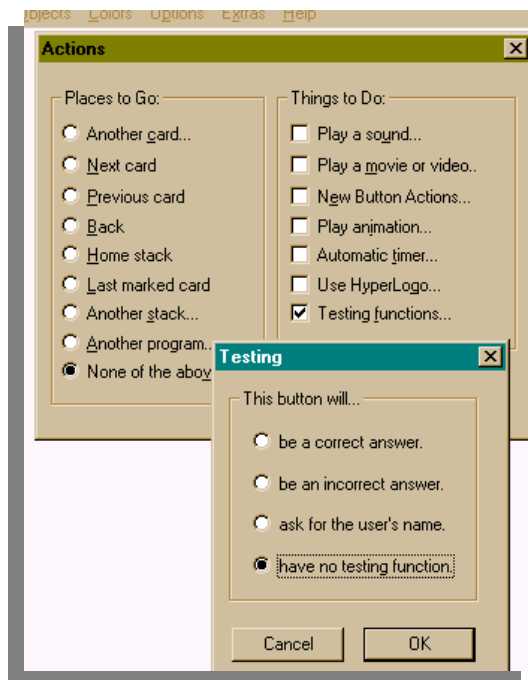 Objects Colors Options Extras Help
Actions
Places to Go:
Another card...
Next card
Previous card
Back
Home stack
Last marked card
Another stack...
Another program..
None of the abov
Things to Do:
Play a sound...
Play a movie or video..
New Button Actions...
Play animation...
Automatic timer...
Use HyperLogo...
Testing functions...
Testing
This button will...
be a correct answer.
be an incorrect answer.
ask for the user's name.
have no testing function.
Cancel OK